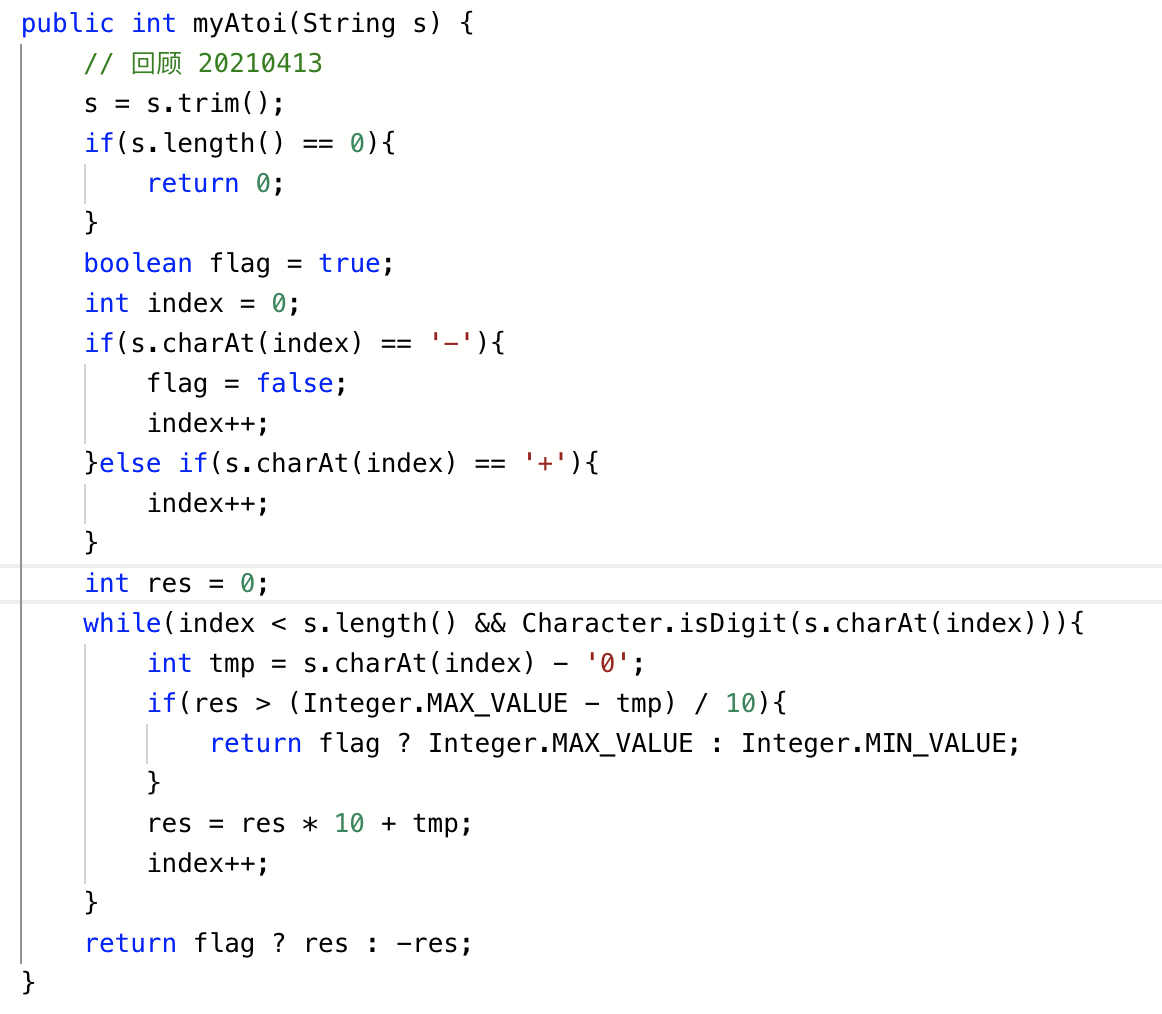 public int myAtoi(String s) {
    // 回顾 20210413
    s = s.trim();
    if(s.length() == 0){
        return 0;
    }
    boolean flag = true;
    int index = 0;
    if(s.charAt(index) == '-'){
        flag = false;
        index++;
    }else if(s.charAt(index) == '+'){
        index++;
    }
    int res = 0;
    while(index < s.length() && Character.isDigit(s.charAt(index))){
        int tmp = s.charAt(index) - '0';
        if(res > (Integer.MAX_VALUE - tmp) / 10){
            return flag ? Integer.MAX_VALUE : Integer.MIN_VALUE;
        }
        res = res * 10 + tmp;
        index++;
    }
    return flag ? res : -res;
}